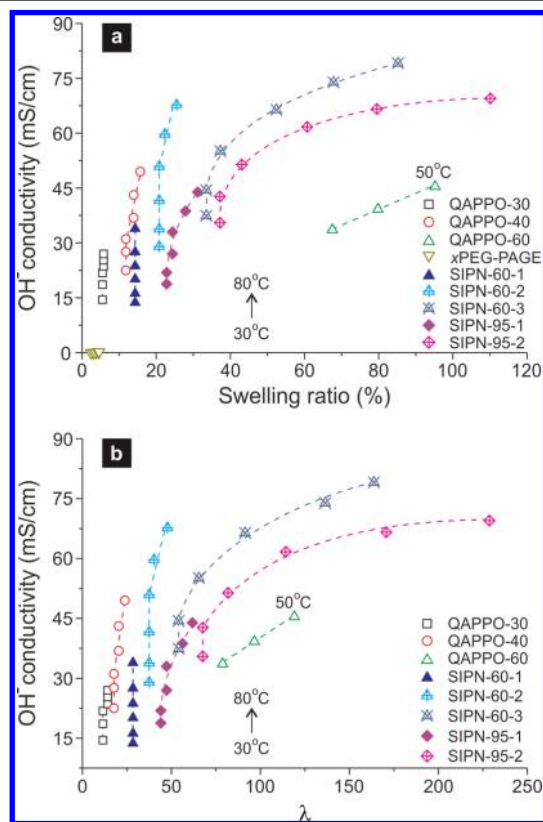 a
OH⁻ conductivity (mS/cm)
90
75
60
45
30
15
0
50°C
80°C
30°C
QAPPO-30
QAPPO-40
QAPPO-60
xPEG-PAGE
SIPN-60-1
SIPN-60-2
SIPN-60-3
SIPN-95-1
SIPN-95-2
0 20 40 60 80 100 120
Swelling ratio (%)
b
OH⁻ conductivity (mS/cm)
90
75
60
45
30
15
50°C
80°C
30°C
QAPPO-30
QAPPO-40
QAPPO-60
SIPN-60-1
SIPN-60-2
SIPN-60-3
SIPN-95-1
SIPN-95-2
0 50 100 150 200 250
λ